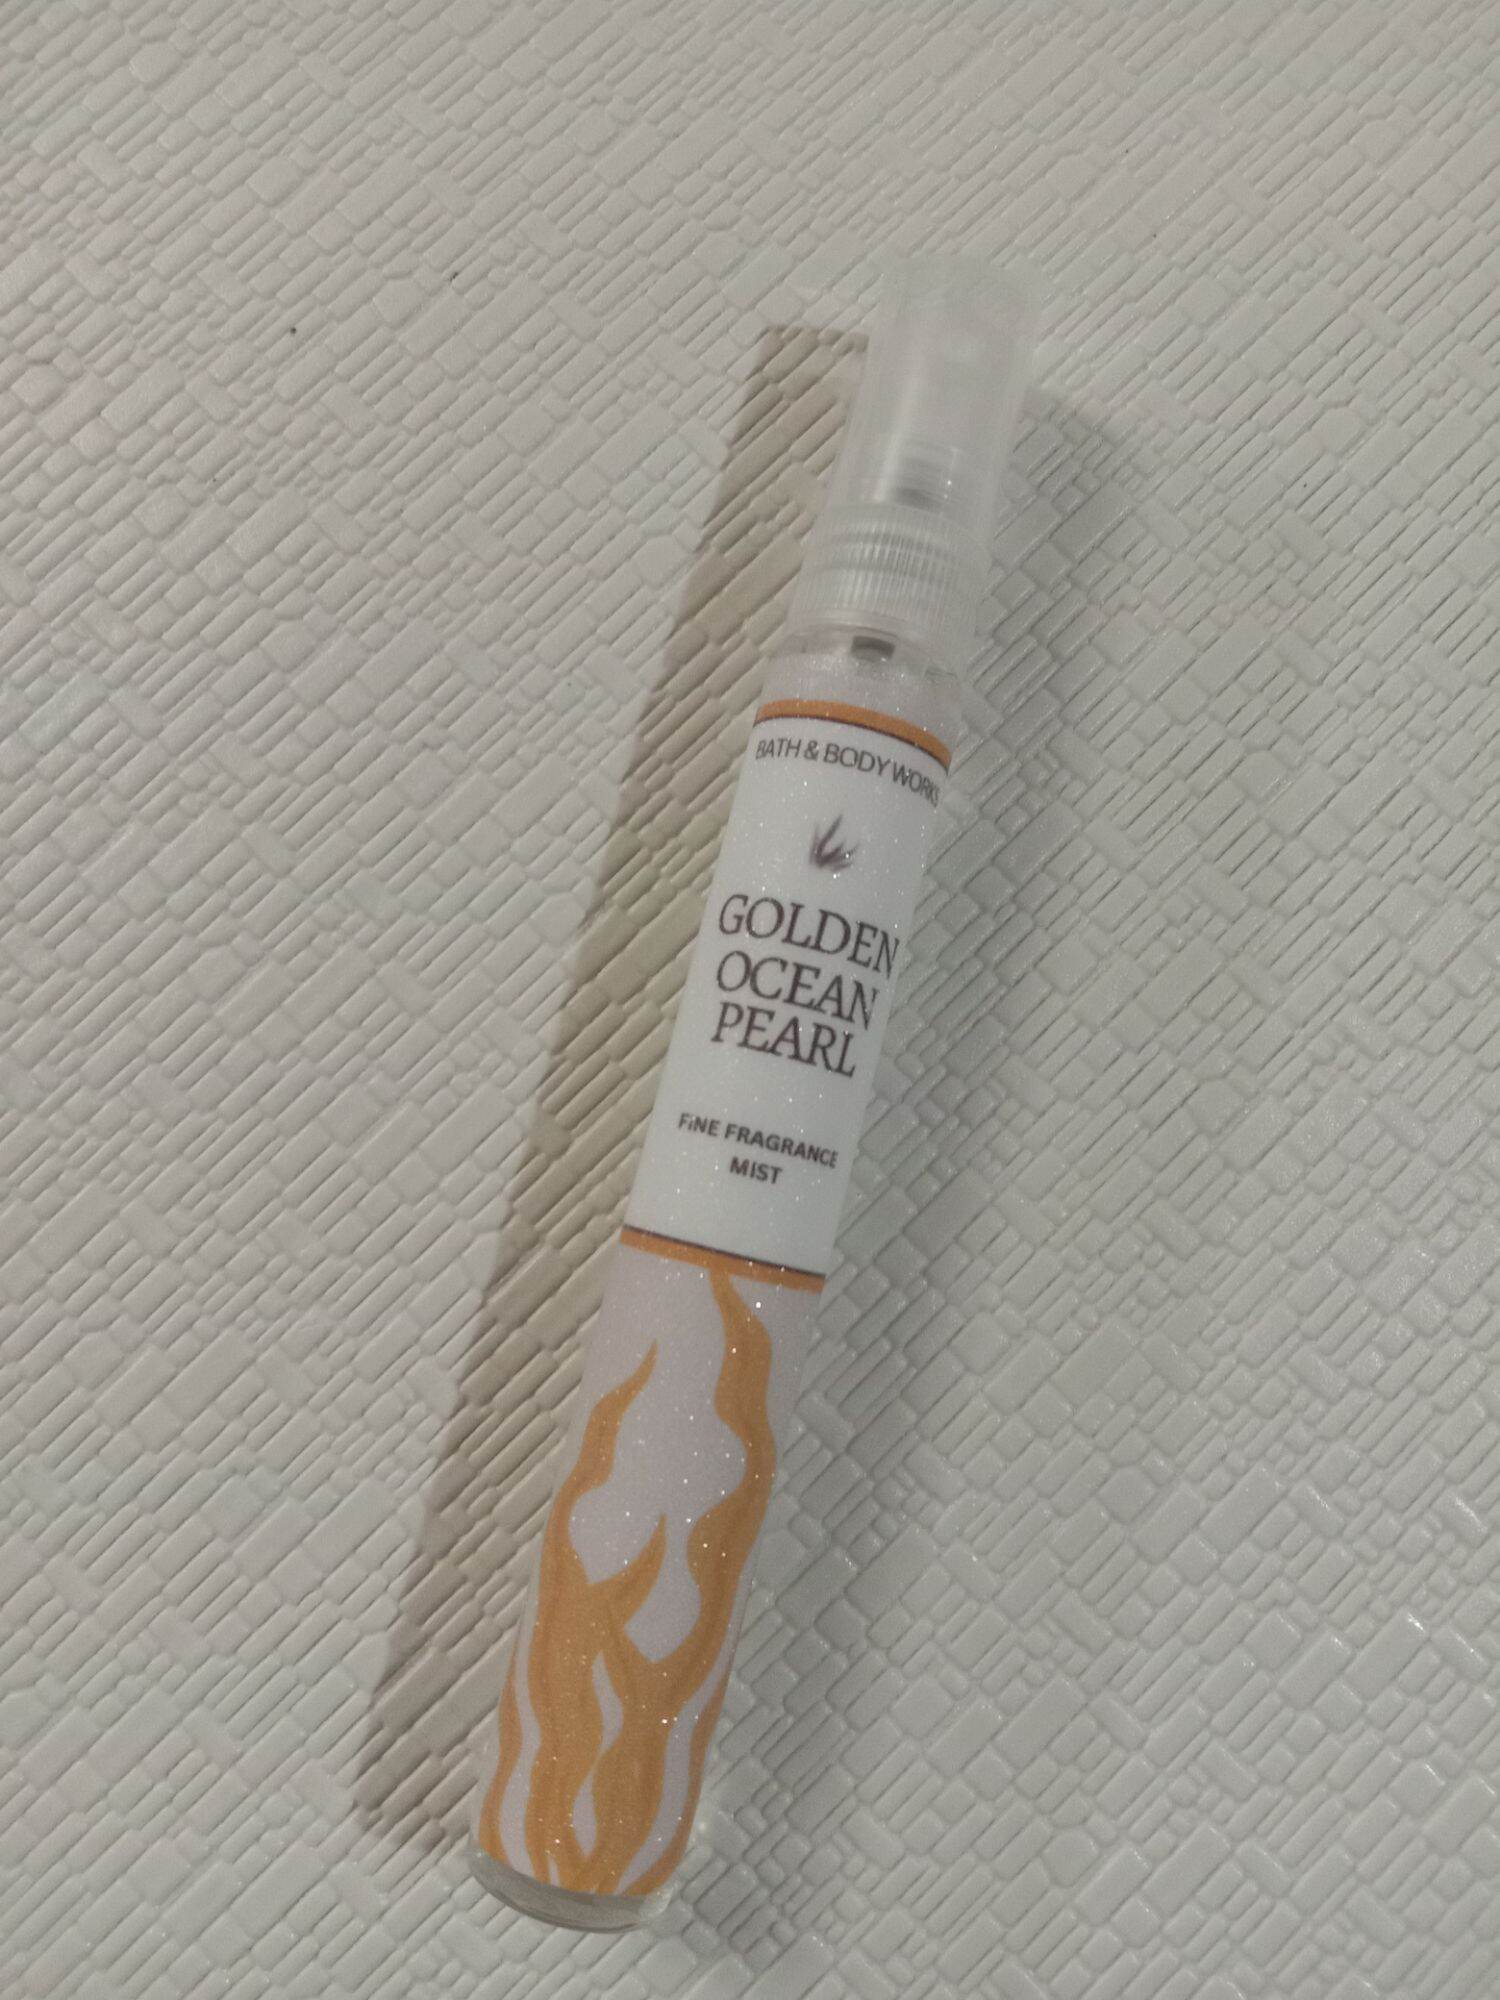 BATH & BODY WORKS
GOLDEN
OCEAN
PEARL
FiNE FRAGRANCE
MIST